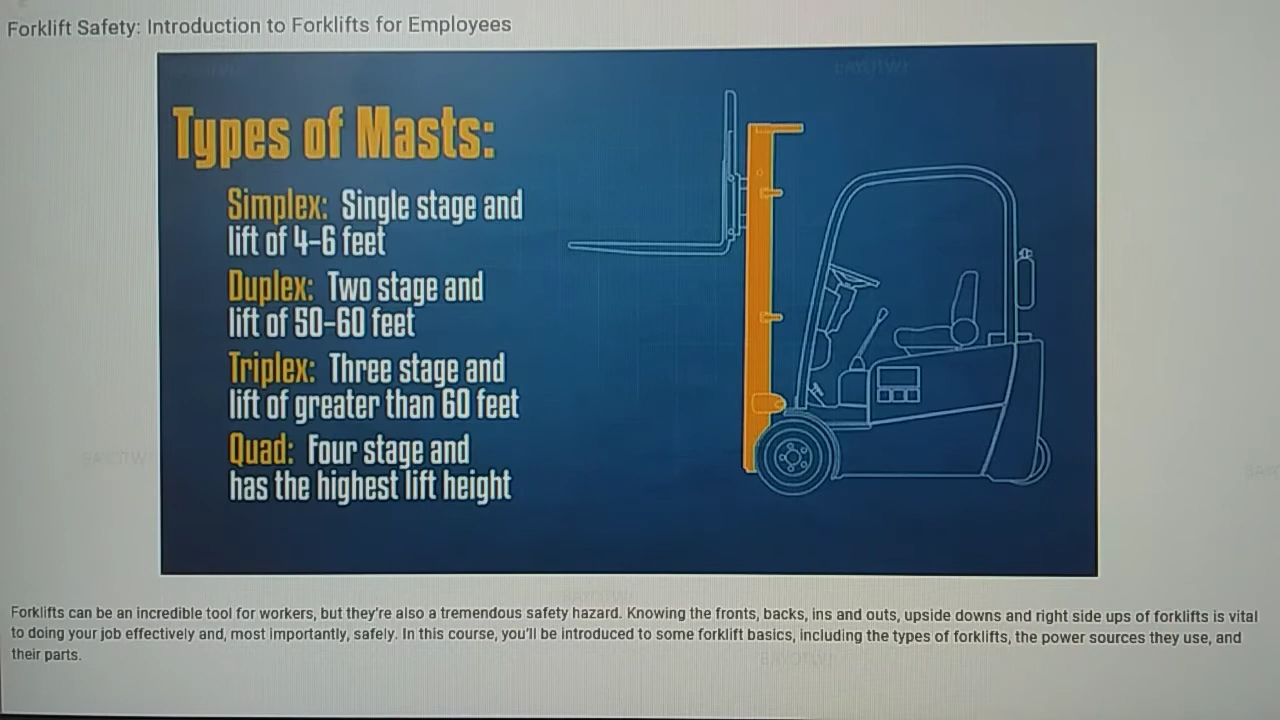 Forklift Safety: Introduction to Forklifts for Employees
Types of Masts:
Simplex: Single stage and
lift of 4-6 feet
Duplex: Two stage and
lift of 50-60 feet
Triplex: Three stage and
lift of greater than 60 feet
Quad: Four stage and
has the highest lift height
Forklifts can be an incredible tool for workers, but they're also a tremendous safety hazard. Knowing the fronts, backs, ins and outs, upside downs and right side ups of forklifts is vital
to doing your job effectively and, most importantly, safely. In this course, you'll be introduced to some forklift basics, including the types of forklifts, the power sources they use, and
their parts.